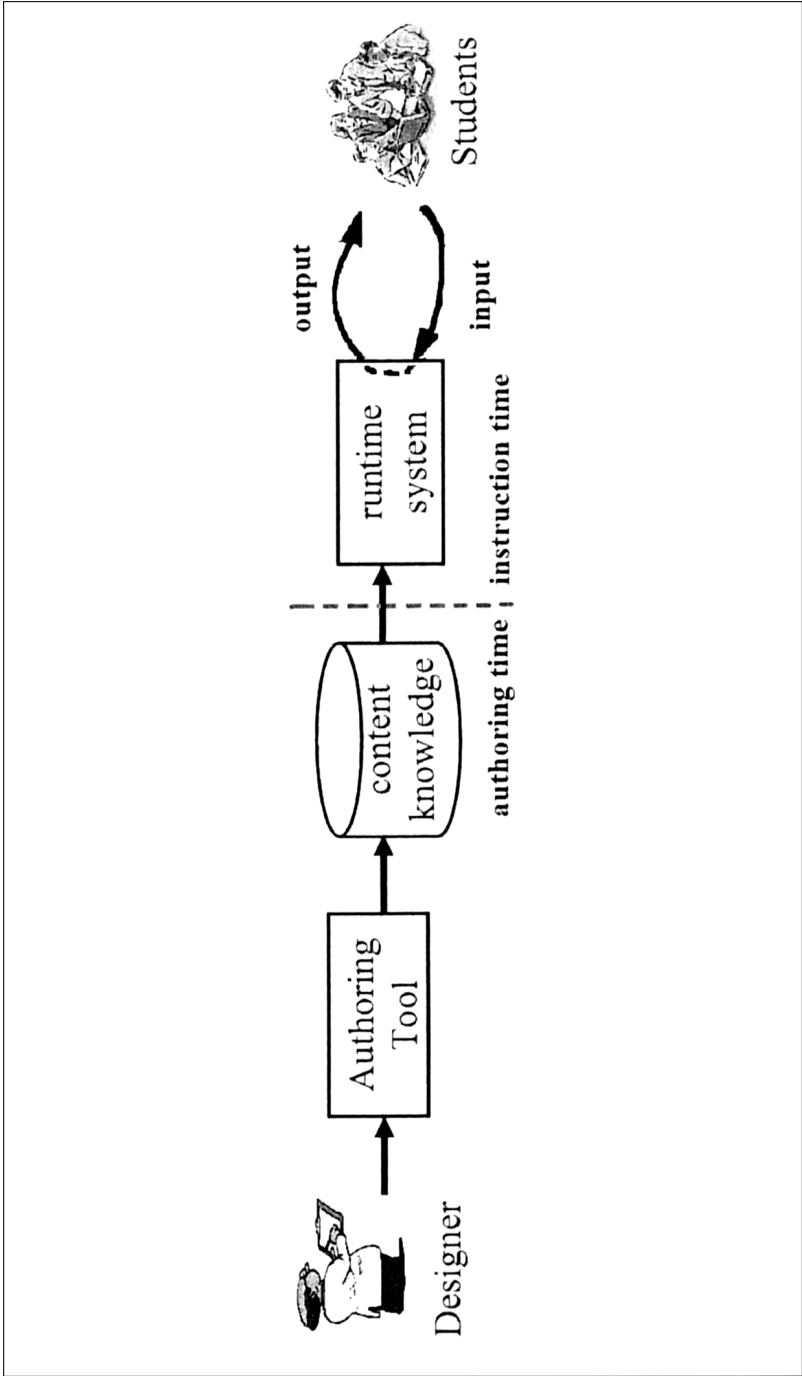 Designer
Authoring
Tool
content
knowledge
authoring time
instruction time
runtime
system
output
input
Students